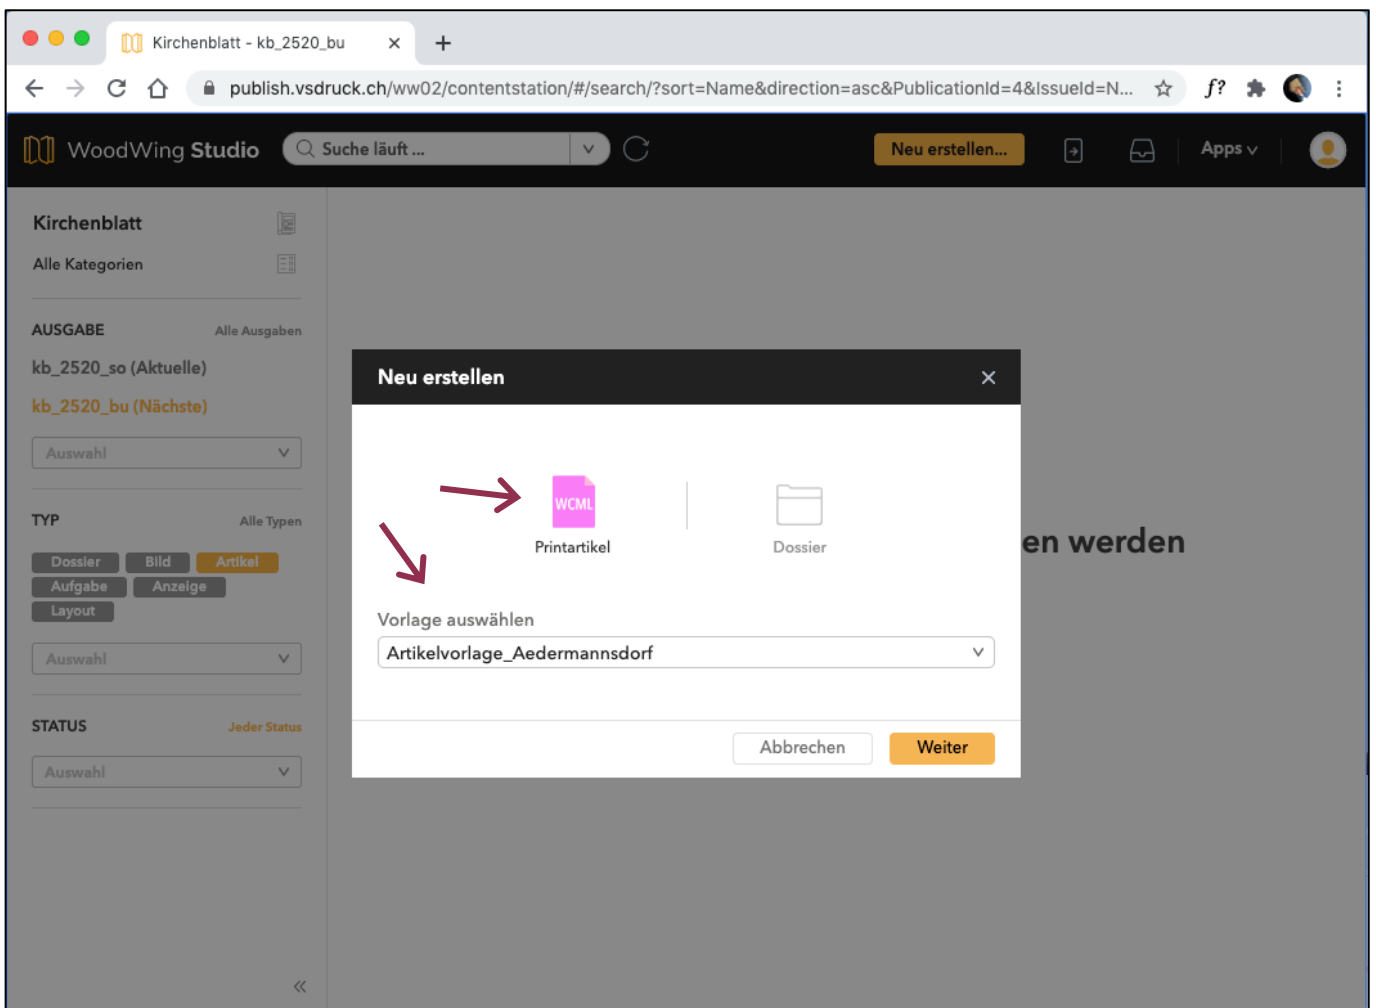 Kirchenblatt - kb_2520_bu
publish.vsdruck.ch/ww02/contentstation/#/search/?sort=Name&direction=asc&PublicationId=4&IssueId=N...
f?
WoodWing Studio
Suche läuft ...
Neu erstellen...
Apps
Kirchenblatt
Alle Kategorien
AUSGABE Alle Ausgaben
kb_2520_so (Aktuelle)
kb_2520_bu (Nächste)
Auswahl
TYP Alle Typen
Dossier Bild Artikel
Aufgabe Anzeige
Layout
Auswahl
STATUS Jeder Status
Auswahl
en werden
Neu erstellen
WCML
Printartikel
Dossier
Vorlage auswählen
Artikelvorlage_Aedermannsdorf
Abbrechen
Weiter